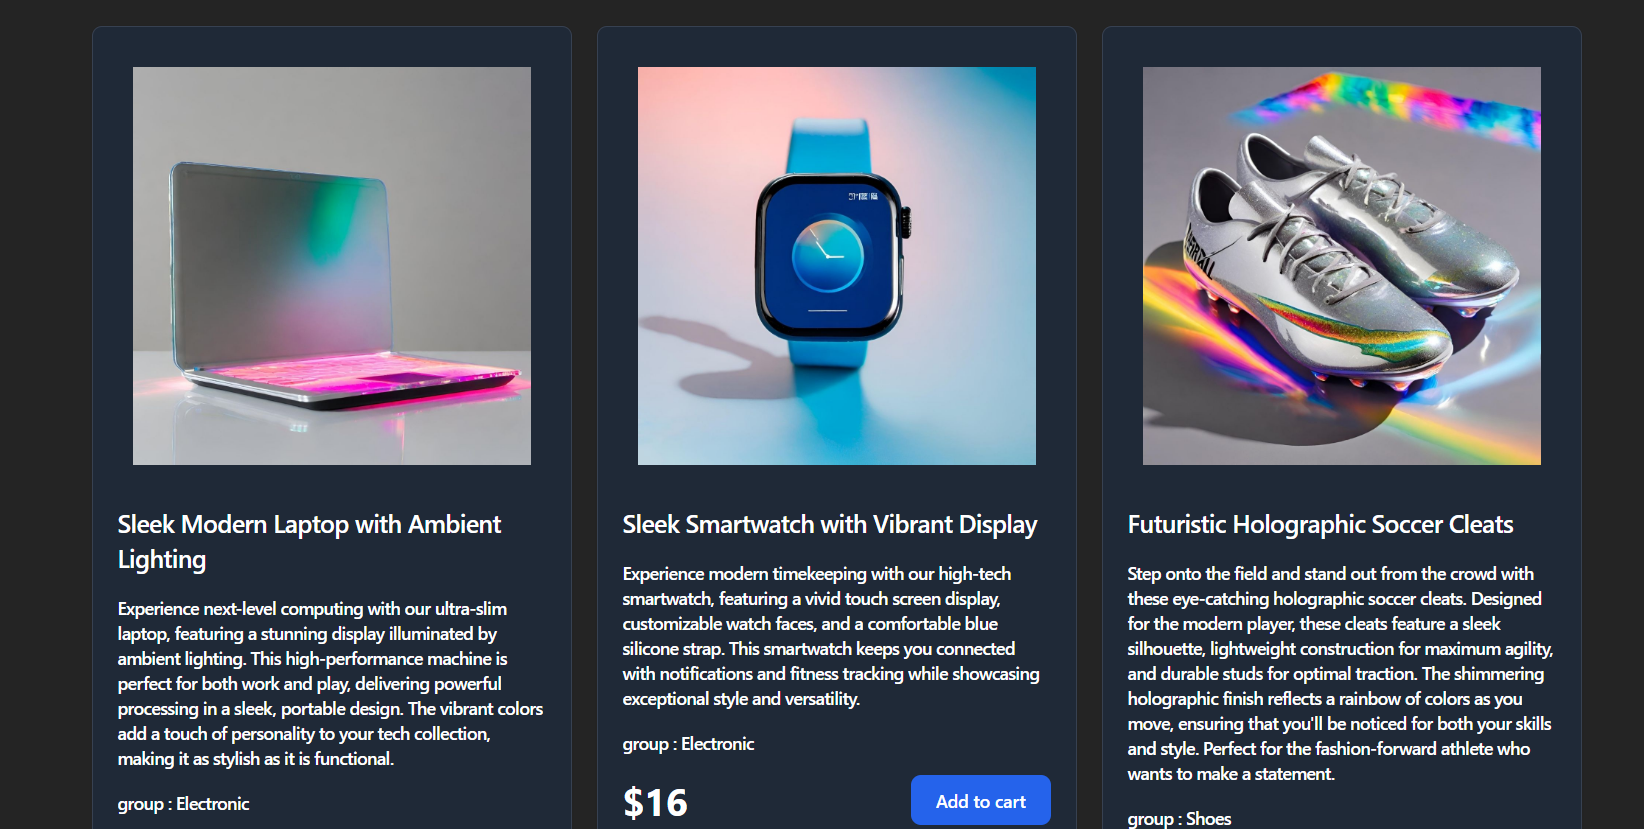 Sleek Modern Laptop with Ambient
Lighting
Experience next-level computing with our ultra-slim
laptop, featuring a stunning display illuminated by
ambient lighting. This high-performance machine is
perfect for both work and play, delivering powerful
processing in a sleek, portable design. The vibrant colors
add a touch of personality to your tech collection,
making it as stylish as it is functional.
group : Electronic
Sleek Smartwatch with Vibrant Display
Experience modern timekeeping with our high-tech
smartwatch, featuring a vivid touch screen display,
customizable watch faces, and a comfortable blue
silicone strap. This smartwatch keeps you connected
with notifications and fitness tracking while showcasing
exceptional style and versatility.
group : Electronic
$16
Add to cart
Futuristic Holographic Soccer Cleats
Step onto the field and stand out from the crowd with
these eye-catching holographic soccer cleats. Designed
for the modern player, these cleats feature a sleek
silhouette, lightweight construction for maximum agility,
and durable studs for optimal traction. The shimmering
holographic finish reflects a rainbow of colors as you
move, ensuring that you'll be noticed for both your skills
and style. Perfect for the fashion-forward athlete who
wants to make a statement.
group : Shoes